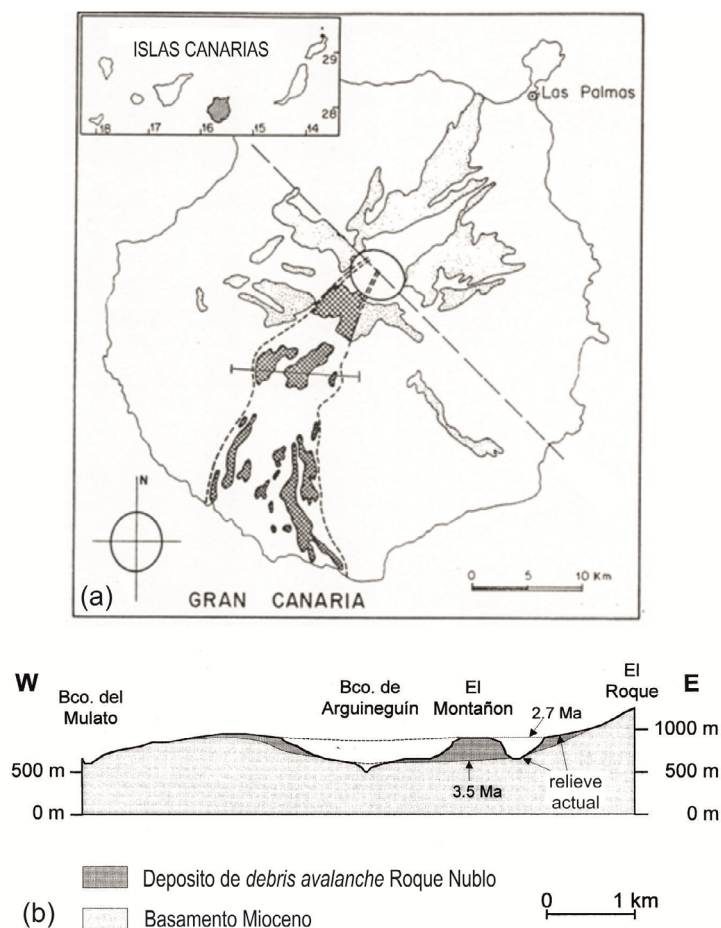 ISLAS CANARIAS
29
28
18 17 16 15 14
Las Palmas
N
0 5 10 Km
(a)
GRAN CANARIA
W
Bco. del
Mulato
Bco. de
Arguineguín
El
Montañon
El
Roque
E
2.7 Ma
1000 m
500 m
3.5 Ma
relieve
actual
500 m
0 m
0 m
Deposito de debris avalanche Roque Nublo
Basamento Mioceno
0 1 km
(b)